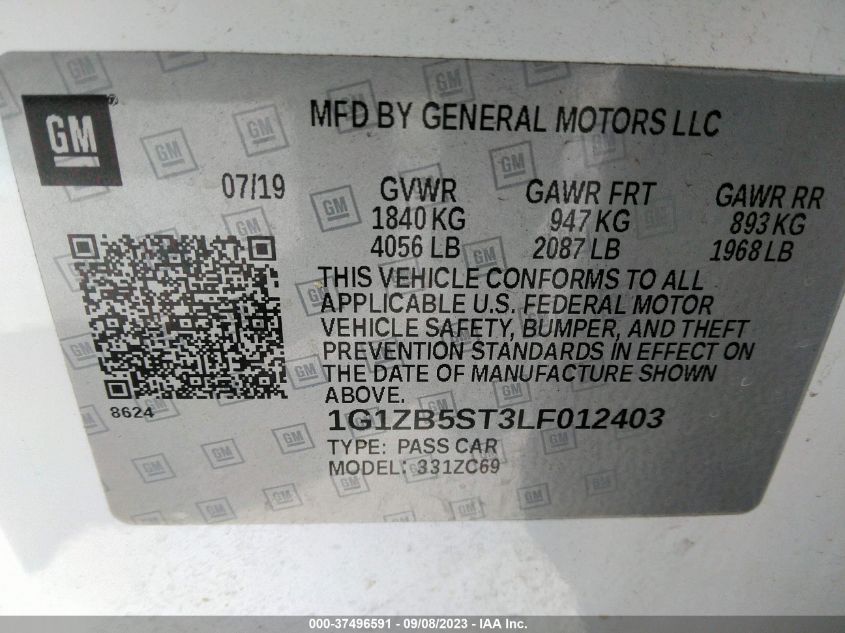 GM
MFD BY GENERAL MOTORS LLC
07/19 GVWR GAWR FRT GAWR RR
1840 KG 947 KG 893 KG
4056 LB 2087 LB 1968 LB
THIS VEHICLE CONFORMS TO ALL
APPLICABLE U.S. FEDERAL MOTOR
VEHICLE SAFETY, BUMPER, AND THEFT
PREVENTION STANDARDS IN EFFECT ON
THE DATE OF MANUFACTURE SHOWN
ABOVE.
8624
1G1ZB5ST3LF012403
TYPE: PASS CAR
MODEL: 331ZC69
000-37496591 - 09/08/2023 - IAA Inc.